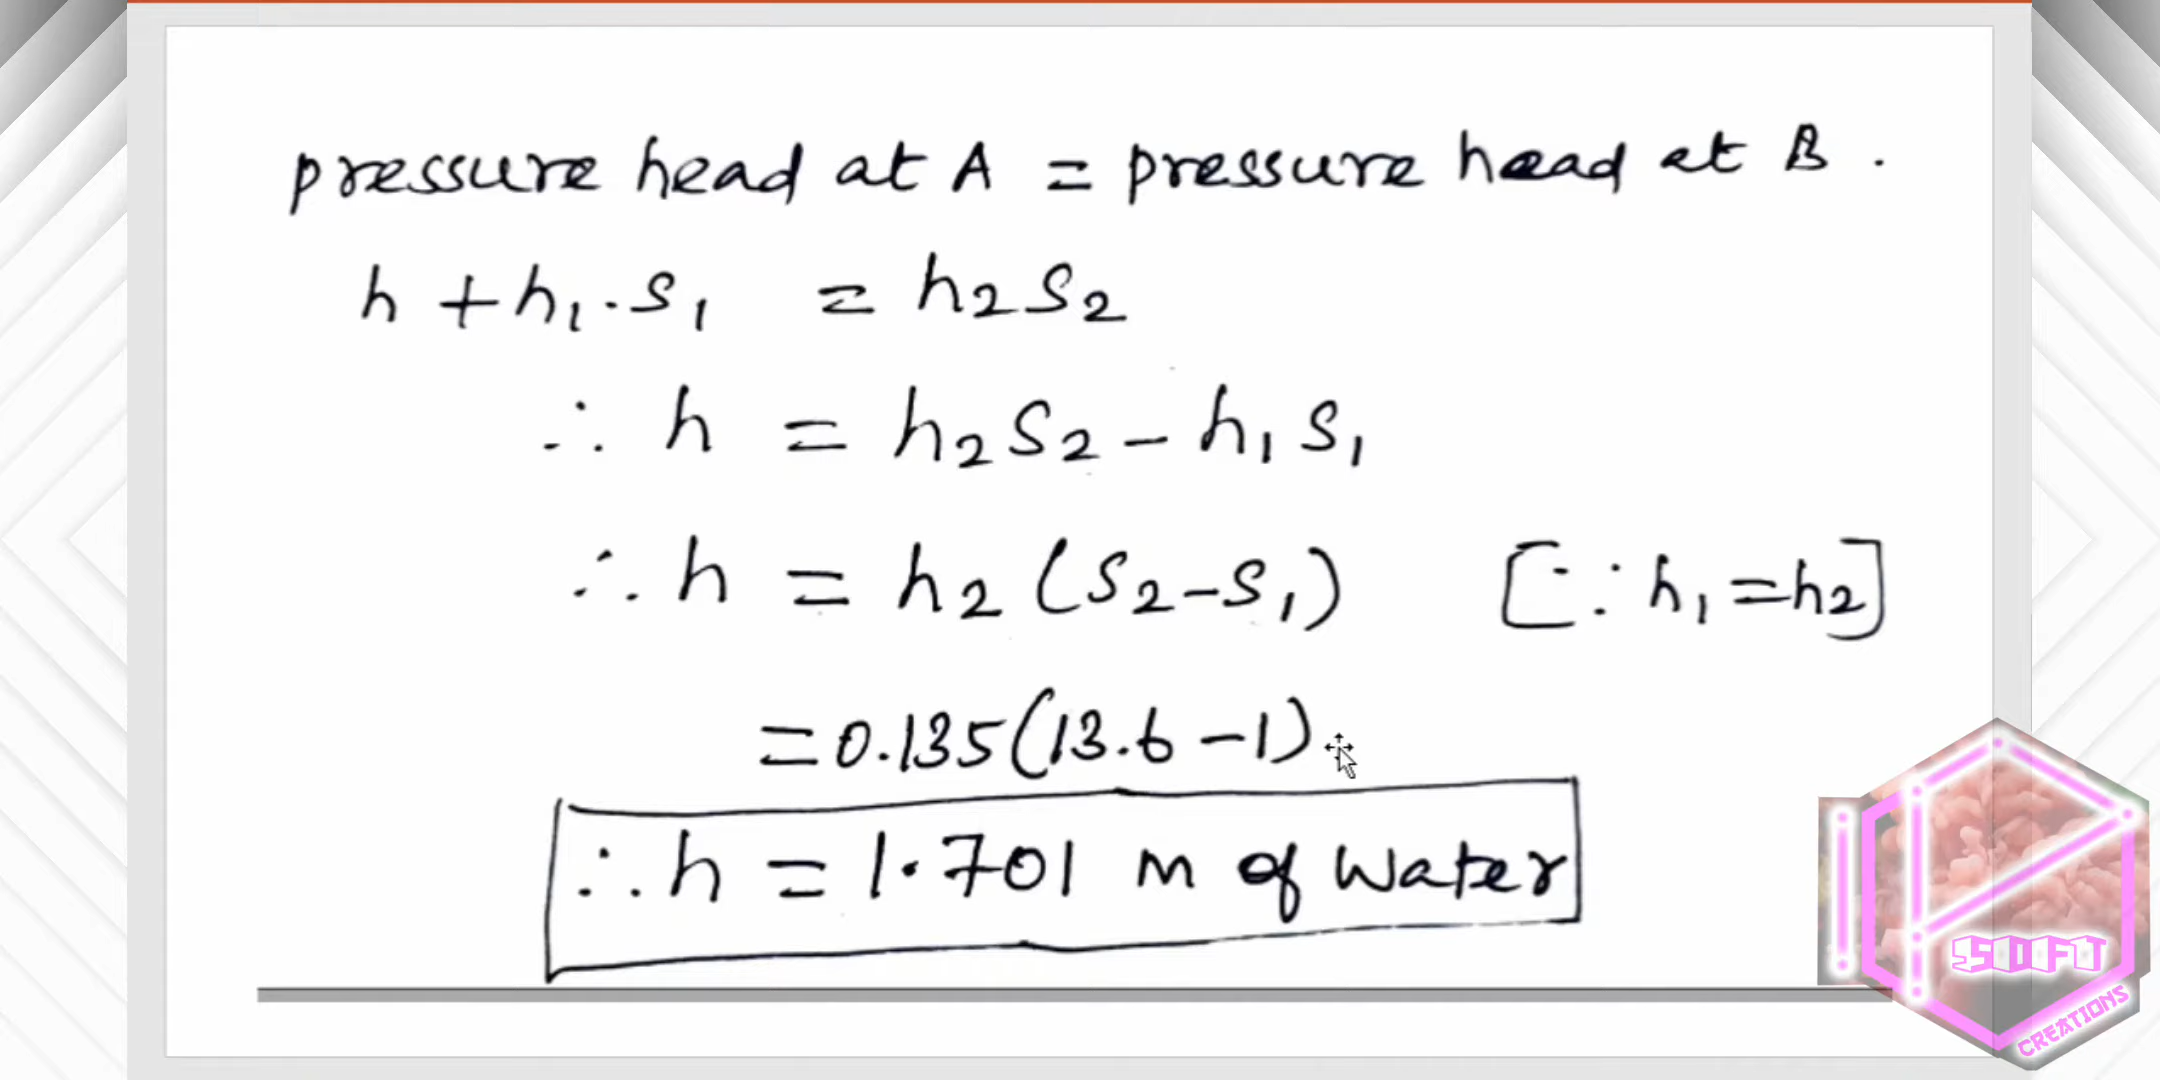 pressure head at A = pressure head at B.
h + h₁.s₁ = h₂s₂
∴ h = h₂s₂ - h₁s₁
∴ h = h₂(s₂-s₁) [∵ h₁=h₂]
= 0.135(13.6-1)
∴ h = 1.701 m of water
SOFT
CREATIONS